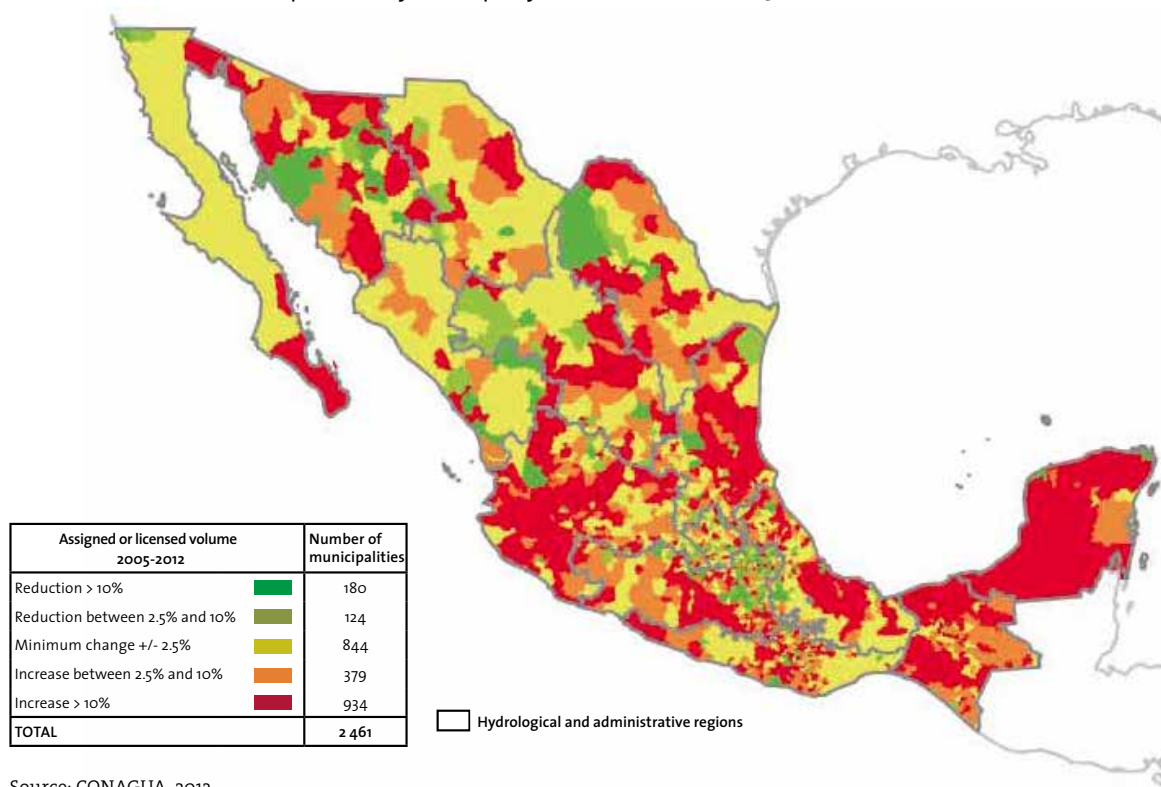 Assigned or licensed volume
2005-2012
Number of
municipalities
Reduction > 10% 180
Reduction between 2.5% and 10% 124
Minimum change +/- 2.5% 844
Increase between 2.5% and 10% 379
Increase > 10% 934
TOTAL 2 461
Hydrological and administrative regions
Source: CONAGUA